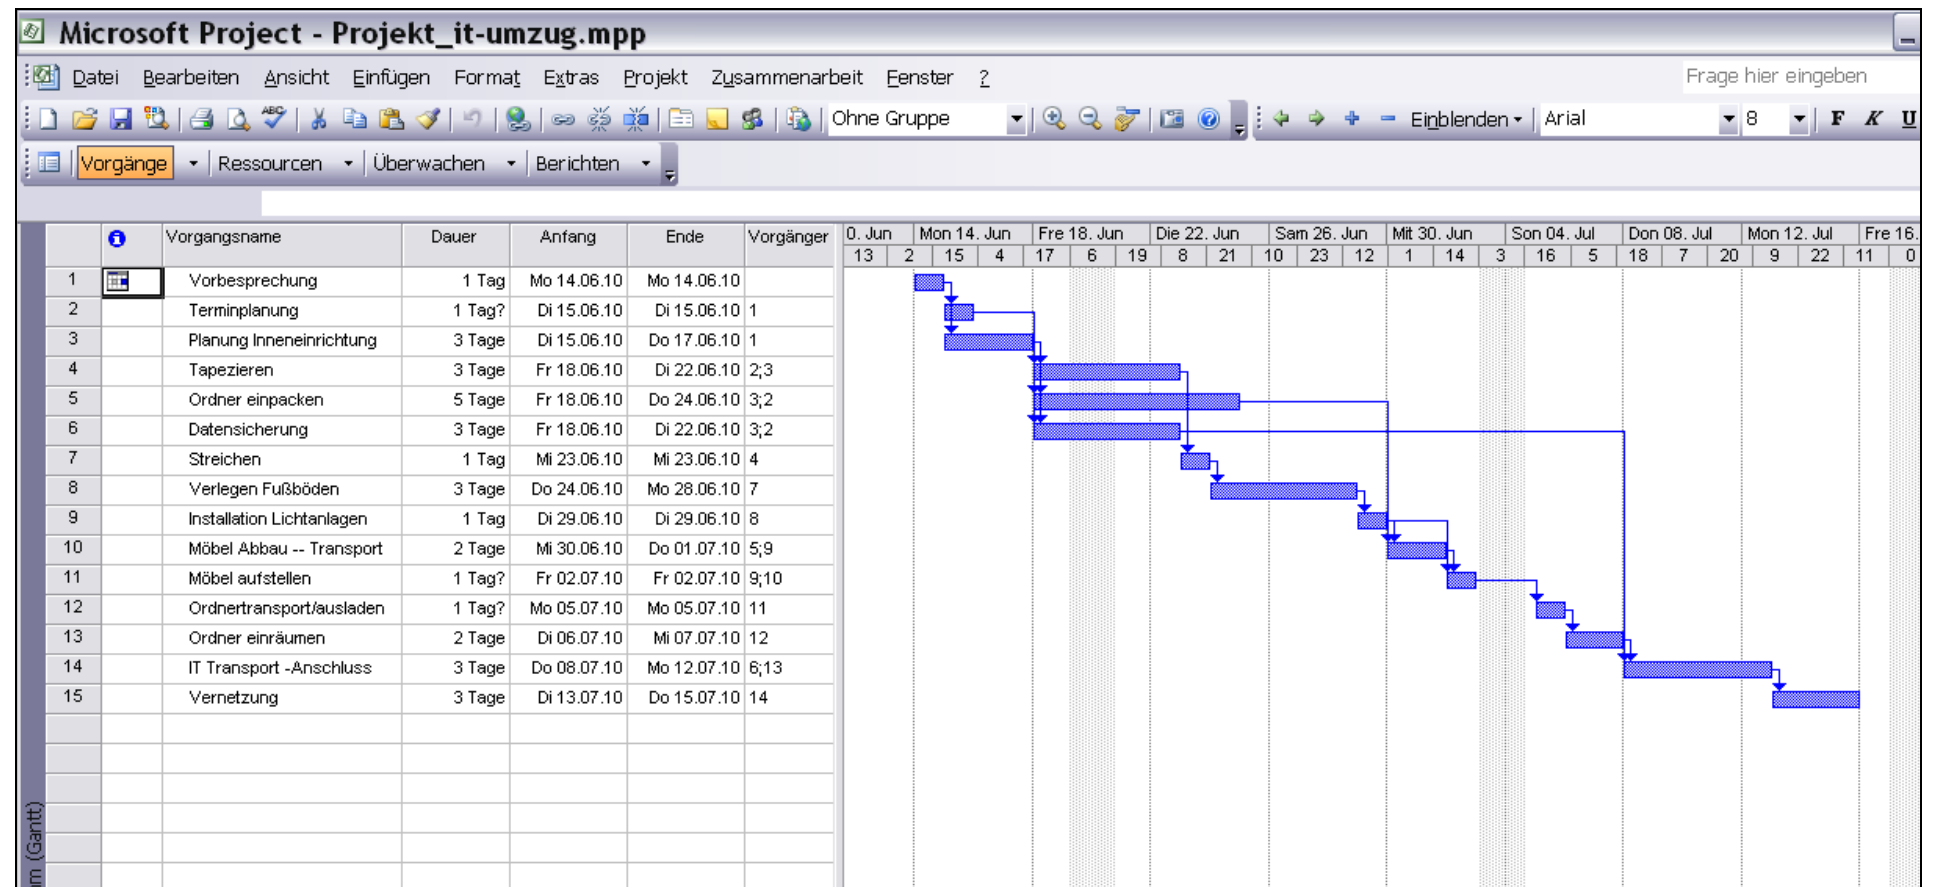 Microsoft Project - Projekt_it-umzug.mpp
Datei Bearbeiten Ansicht Einfügen Format Extras Projekt Zusammenarbeit Fenster ? Frage hier eingeben
ABC Ohne Gruppe Einblenden Arial 8 F K U
Vorgänge Ressourcen Überwachen Berichten
Vorgangsname Dauer Anfang Ende Vorgänger 0. Jun Mon 14. Jun Fre 18. Jun Die 22. Jun Sam 26. Jun Mit 30. Jun Son 04. Jul Don 08. Jul Mon 12. Jul Fre 16.
13 2 15 4 17 6 19 8 21 10 23 12 1 14 3 16 5 18 7 20 9 22 11 0
1 Vorbesprechung 1 Tag Mo 14.06.10 Mo 14.06.10
2 Terminplanung 1 Tag? Di 15.06.10 Di 15.06.10 1
3 Planung Inneneinrichtung 3 Tage Di 15.06.10 Do 17.06.10 1
4 Tapezieren 3 Tage Fr 18.06.10 Di 22.06.10 2;3
5 Ordner einpacken 5 Tage Fr 18.06.10 Do 24.06.10 3;2
6 Datensicherung 3 Tage Fr 18.06.10 Di 22.06.10 3;2
7 Streichen 1 Tag Mi 23.06.10 Mi 23.06.10 4
8 Verlegen Fußböden 3 Tage Do 24.06.10 Mo 28.06.10 7
9 Installation Lichtanlagen 1 Tag Di 29.06.10 Di 29.06.10 8
10 Möbel Abbau -- Transport 2 Tage Mi 30.06.10 Do 01.07.10 5;9
11 Möbel aufstellen 1 Tag? Fr 02.07.10 Fr 02.07.10 9;10
12 Ordnertransport/ausladen 1 Tag? Mo 05.07.10 Mo 05.07.10 11
13 Ordner einräumen 2 Tage Di 06.07.10 Mi 07.07.10 12
14 IT Transport -Anschluss 3 Tage Do 08.07.10 Mo 12.07.10 6;13
15 Vernetzung 3 Tage Di 13.07.10 Do 15.07.10 14
(Gantt)